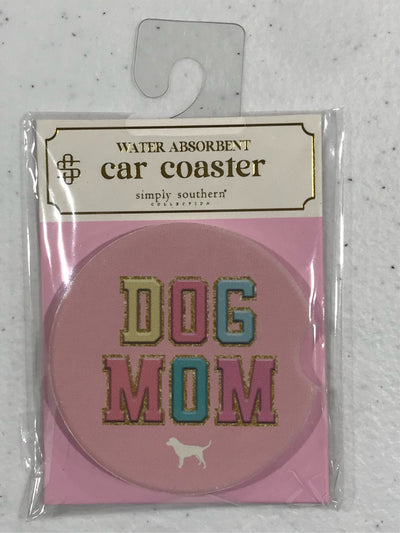 WATER ABSORBENT
car coaster
simply southern®
COLLECTION
DOG
MOM